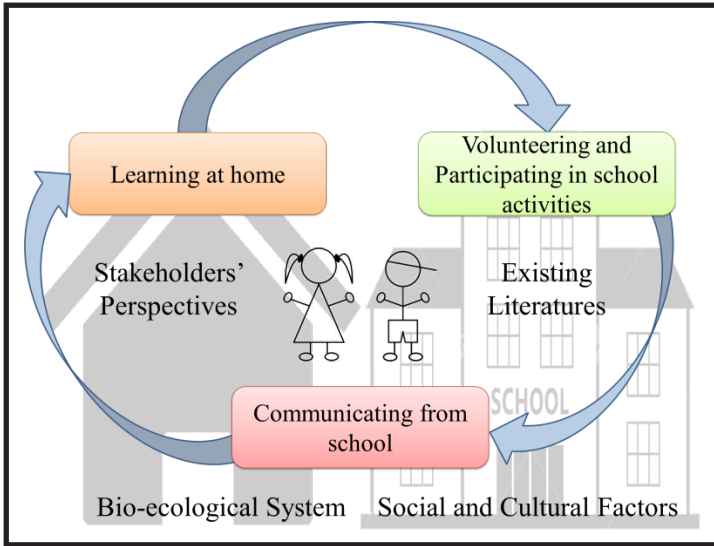 Learning at home
Volunteering and
Participating in school
activities
Stakeholders’
Perspectives
Existing
Literatures
SCHOOL
Communicating from
school
Bio-ecological System
Social and Cultural Factors